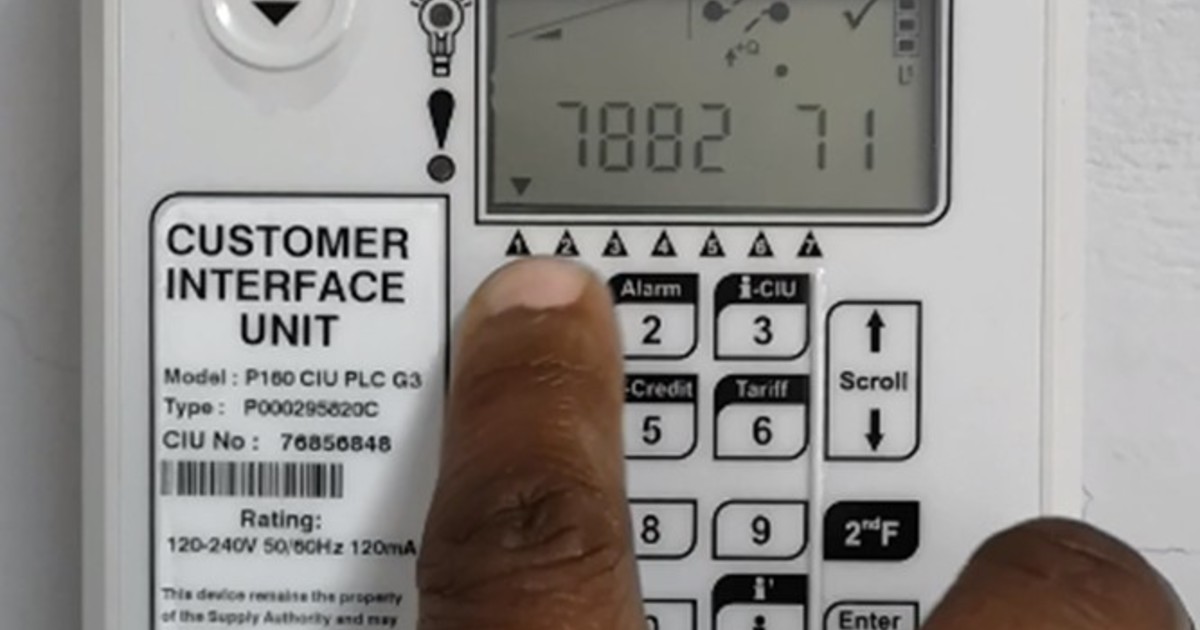 +Q
7882 71
1 2 3 4 5 6 7
CUSTOMER
INTERFACE
UNIT
Model : P160 CIU PLC G3
Type : P000295820C
CIU No : 76856848
Rating:
120-240V 50/60Hz 120mA
This device remains the property
of the Supply Authority and may
Alarm
2
i-CIU
3
-Credit
5
Tariff
6
Scroll
8
9
2ndF
i'
Enter